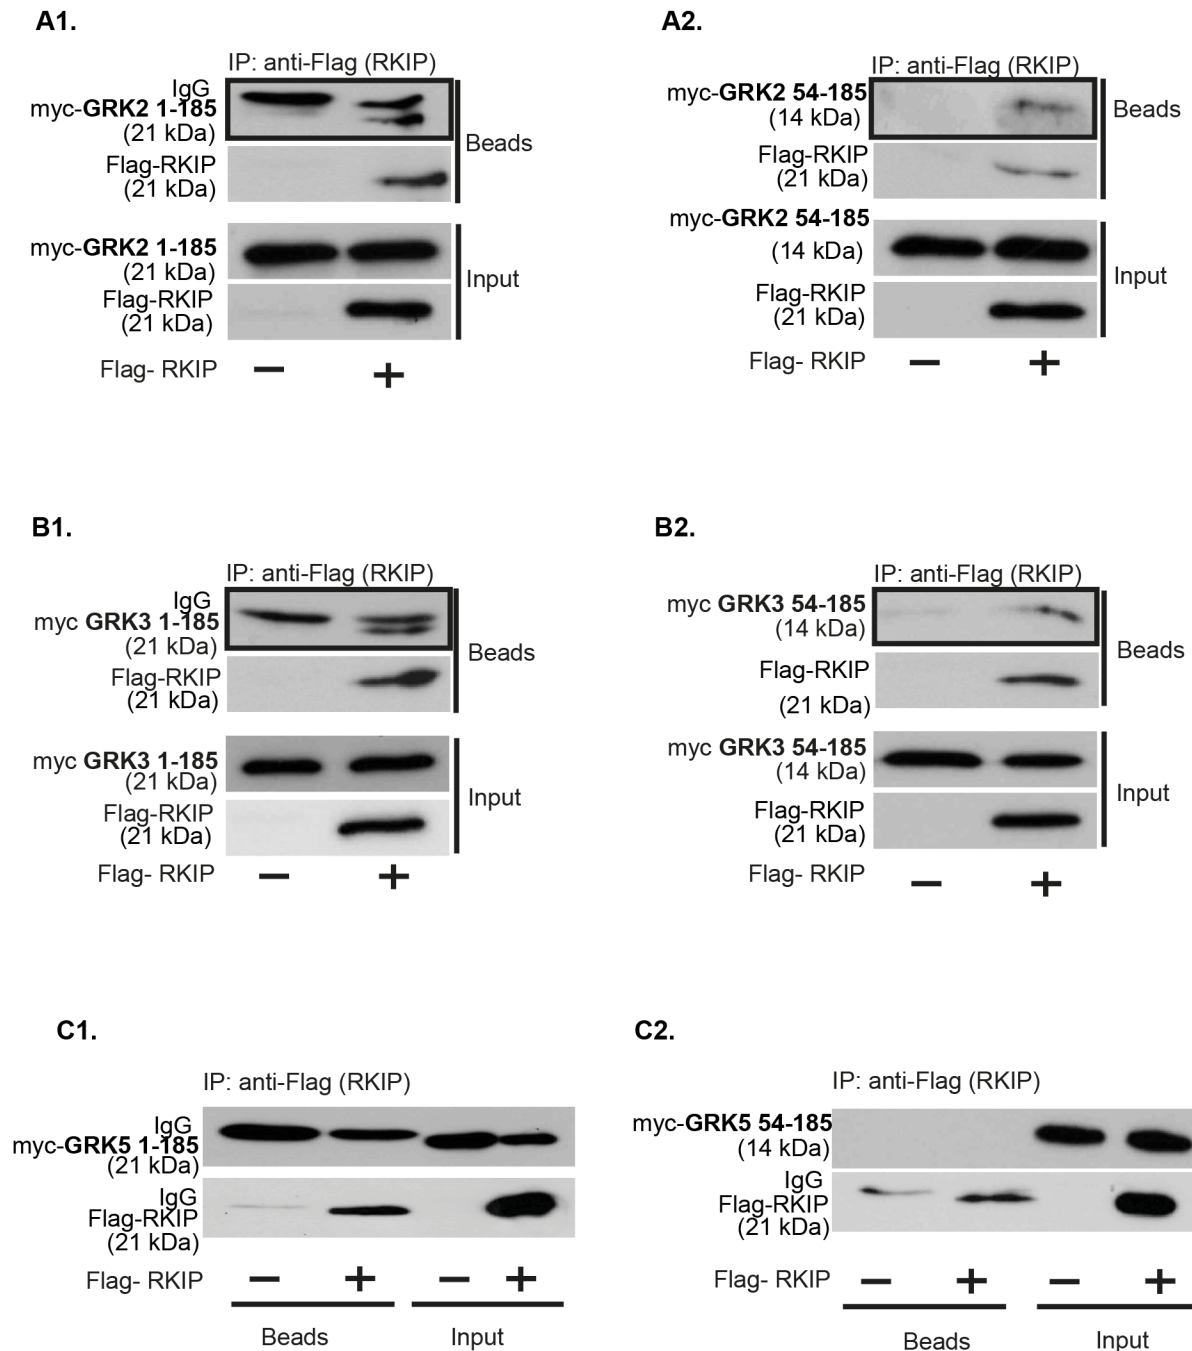 A1.
IP: anti-Flag (RKIP)
IgG
myc-GRK2 1-185
(21 kDa)
Flag-RKIP
(21 kDa)
Beads
myc-GRK2 1-185
(21 kDa)
Flag-RKIP
(21 kDa)
Input
Flag- RKIP − +
A2.
IP: anti-Flag (RKIP)
myc-GRK2 54-185
(14 kDa)
Flag-RKIP
(21 kDa)
Beads
myc-GRK2 54-185
(14 kDa)
Flag-RKIP
(21 kDa)
Input
Flag- RKIP − +
B1.
IP: anti-Flag (RKIP)
IgG
myc GRK3 1-185
(21 kDa)
Flag-RKIP
(21 kDa)
Beads
myc GRK3 1-185
(21 kDa)
Flag-RKIP
(21 kDa)
Input
Flag- RKIP − +
B2.
IP: anti-Flag (RKIP)
myc GRK3 54-185
(14 kDa)
Flag-RKIP
(21 kDa)
Beads
myc GRK3 54-185
(14 kDa)
Flag-RKIP
(21 kDa)
Input
Flag- RKIP − +
C1.
IP: anti-Flag (RKIP)
IgG
myc-GRK5 1-185
(21 kDa)
IgG
Flag-RKIP
(21 kDa)
Flag- RKIP − + − +
Beads Input
C2.
IP: anti-Flag (RKIP)
myc-GRK5 54-185
(14 kDa)
IgG
Flag-RKIP
(21 kDa)
Flag- RKIP − + − +
Beads Input